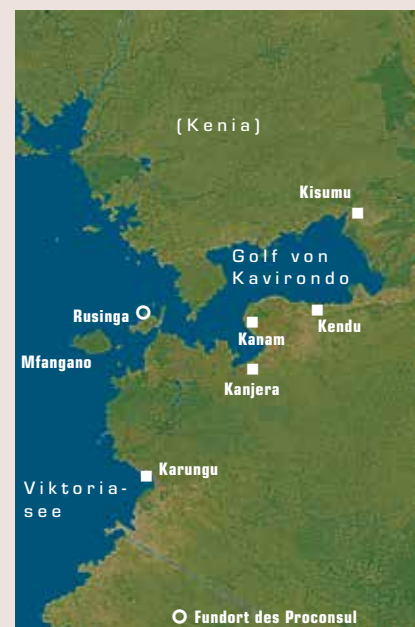 (Kenia)
Kisumu
Golf von
Kavirondo
Rusinga
Kendu
Kanam
Mfangano
Kanjera
Karungu
Viktoria-
see
Fundort des Proconsul